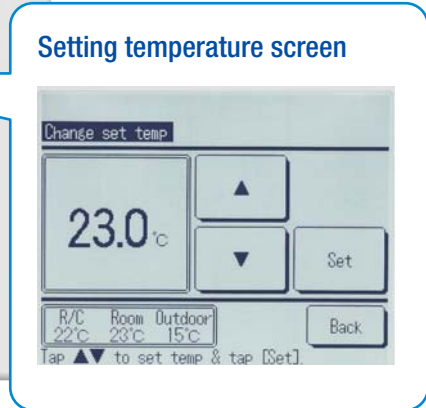 Setting temperature screen
Change set temp
▲
23.0℃
▼
Set
R/C Room Outdoor
22℃ 23℃ 15℃
Back
Tap ▲▼ to set temp & tap [Set].